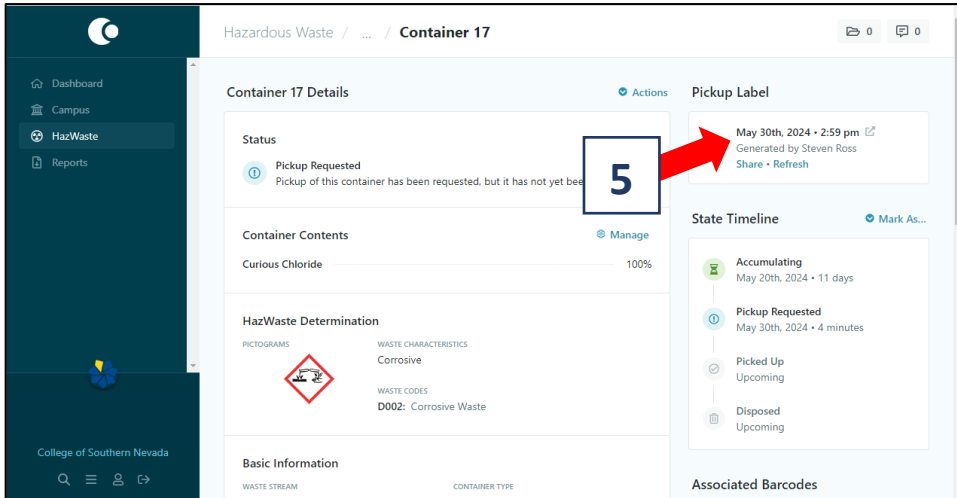 Hazardous Waste / ... / Container 17
0 0
Dashboard
Campus
HazWaste
Reports
College of Southern Nevada
Container 17 Details
Actions
Status
Pickup Requested
Pickup of this container has been requested, but it has not yet bee
Container Contents
Manage
Curious Chloride 100%
HazWaste Determination
PICTOGRAMS
WASTE CHARACTERISTICS
Corrosive
WASTE CODES
D002: Corrosive Waste
Basic Information
WASTE STREAM
CONTAINER TYPE
5
Pickup Label
May 30th, 2024 • 2:59 pm
Generated by Steven Ross
Share • Refresh
State Timeline
Mark As...
Accumulating
May 20th, 2024 • 11 days
Pickup Requested
May 30th, 2024 • 4 minutes
Picked Up
Upcoming
Disposed
Upcoming
Associated Barcodes